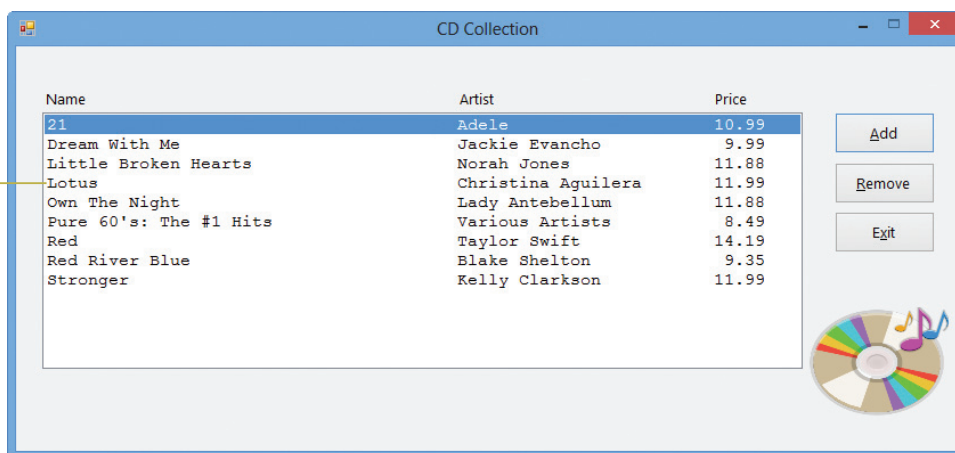 CD Collection
Name Artist Price
21 Adele 10.99
Dream With Me Jackie Evancho 9.99
Little Broken Hearts Norah Jones 11.88
Lotus Christina Aguilera 11.99
Own The Night Lady Antebellum 11.88
Pure 60's: The #1 Hits Various Artists 8.49
Red Taylor Swift 14.19
Red River Blue Blake Shelton 9.35
Stronger Kelly Clarkson 11.99
Add
Remove
Exit